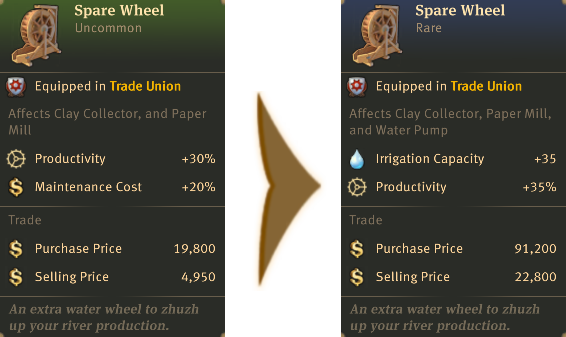 Spare Wheel
Uncommon
Equipped in Trade Union
Affects Clay Collector, and Paper
Mill
Productivity +30%
Maintenance Cost +20%
Trade
Purchase Price 19,800
Selling Price 4,950
An extra water wheel to zhuzh
up your river production.
Spare Wheel
Rare
Equipped in Trade Union
Affects Clay Collector, Paper Mill,
and Water Pump
Irrigation Capacity +35
Productivity +35%
Trade
Purchase Price 91,200
Selling Price 22,800
An extra water wheel to zhuzh
up your river production.